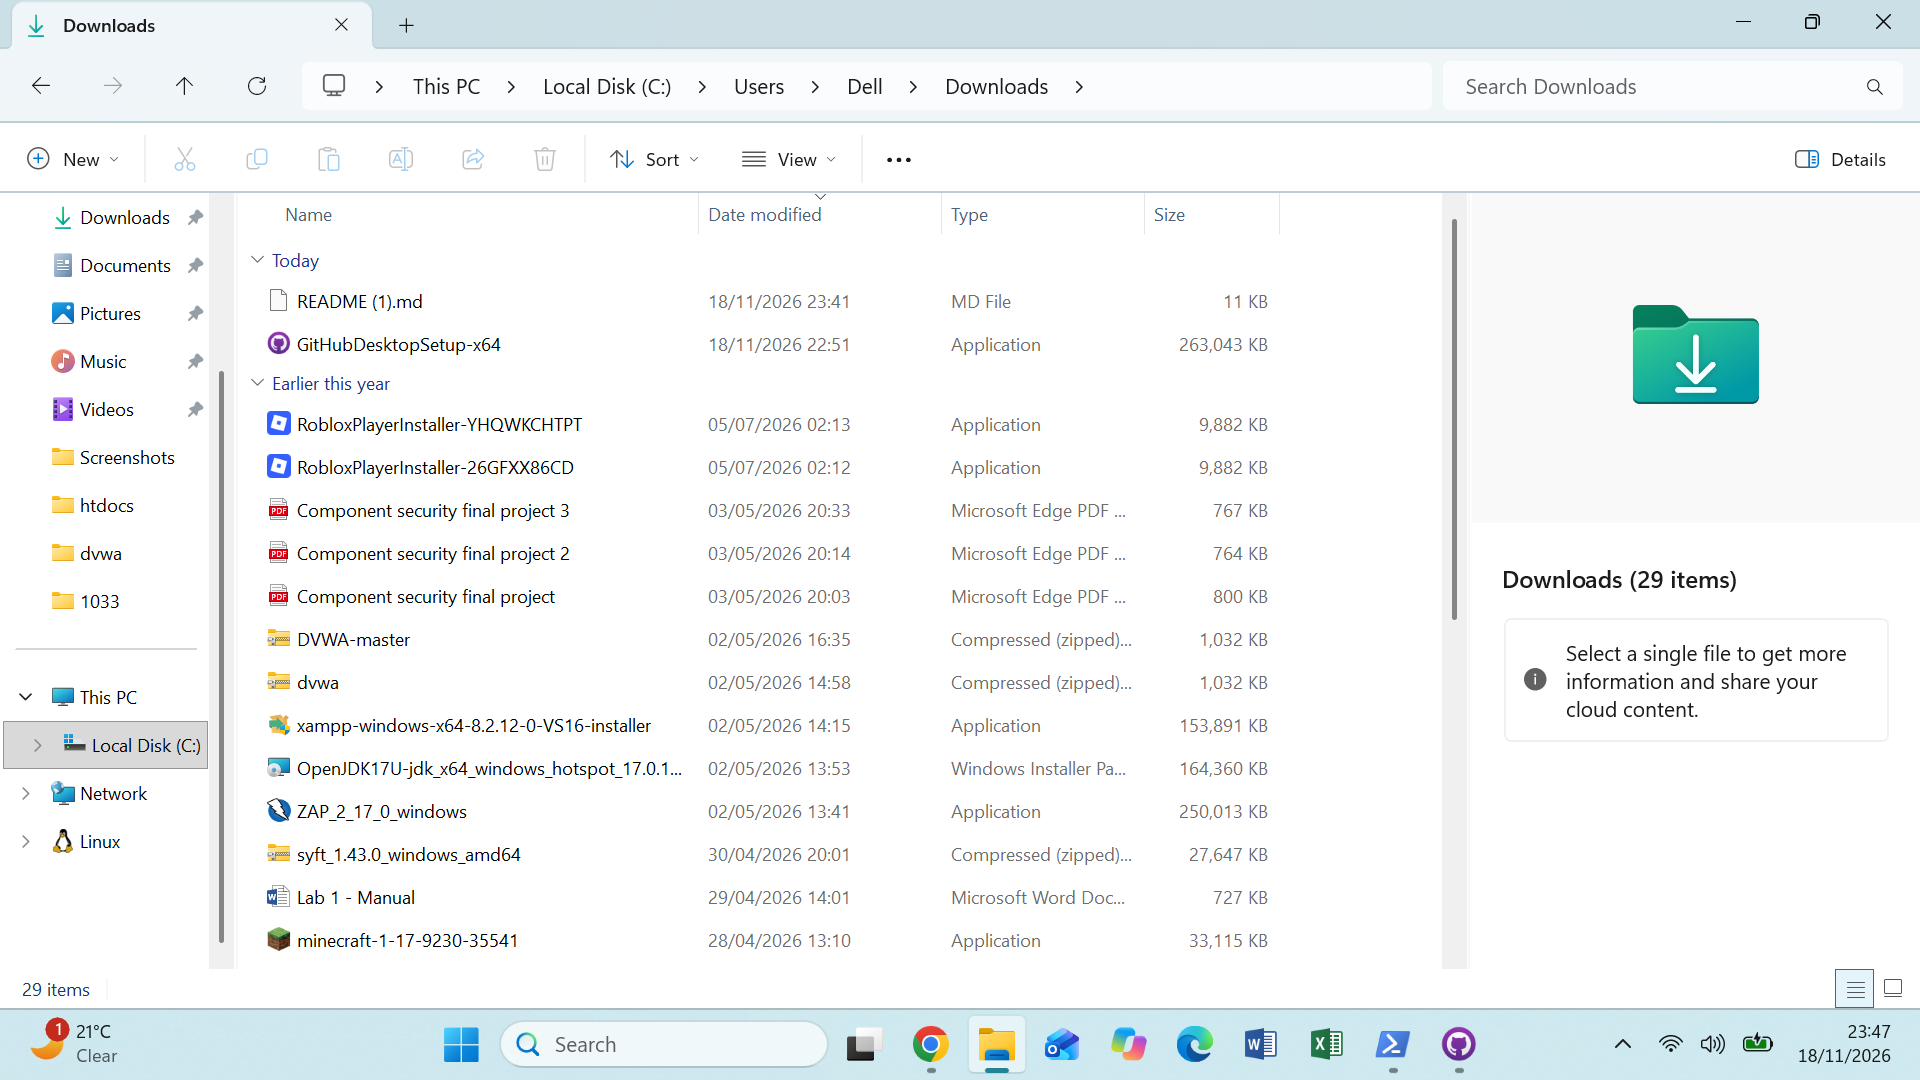 Downloads
This PC
Local Disk (C:)
Users
Dell
Downloads
Search Downloads
New
Sort
View
Details
Downloads
Documents
Pictures
Music
Videos
Screenshots
htdocs
dvwa
1033
This PC
Local Disk (C:)
Network
Linux
Name Date modified Type Size
Today
README (1).md 18/11/2026 23:41 MD File 11 KB
GitHubDesktopSetup-x64 18/11/2026 22:51 Application 263,043 KB
Earlier this year
RobloxPlayerInstaller-YHQWKCHTPT 05/07/2026 02:13 Application 9,882 KB
RobloxPlayerInstaller-26GFXX86CD 05/07/2026 02:12 Application 9,882 KB
Component security final project 3 03/05/2026 20:33 Microsoft Edge PDF ... 767 KB
Component security final project 2 03/05/2026 20:14 Microsoft Edge PDF ... 764 KB
Component security final project 03/05/2026 20:03 Microsoft Edge PDF ... 800 KB
DVWA-master 02/05/2026 16:35 Compressed (zipped)... 1,032 KB
dvwa 02/05/2026 14:58 Compressed (zipped)... 1,032 KB
xampp-windows-x64-8.2.12-0-VS16-installer 02/05/2026 14:15 Application 153,891 KB
OpenJDK17U-jdk_x64_windows_hotspot_17.0.1... 02/05/2026 13:53 Windows Installer Pa... 164,360 KB
ZAP_2_17_0_windows 02/05/2026 13:41 Application 250,013 KB
syft_1.43.0_windows_amd64 30/04/2026 20:01 Compressed (zipped)... 27,647 KB
Lab 1 - Manual 29/04/2026 14:01 Microsoft Word Doc... 727 KB
minecraft-1-17-9230-35541 28/04/2026 13:10 Application 33,115 KB
Downloads (29 items)
Select a single file to get more
information and share your
cloud content.
29 items
1
21°C
Clear
Search
23:47
18/11/2026